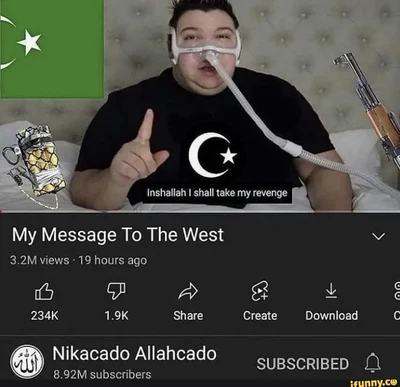 Inshallah I shall take my revenge
My Message To The West
3.2M views · 19 hours ago
234K 1.9K Share Create Download
Nikacado Allahcado
8.92M subscribers
SUBSCRIBED
ifunny.co